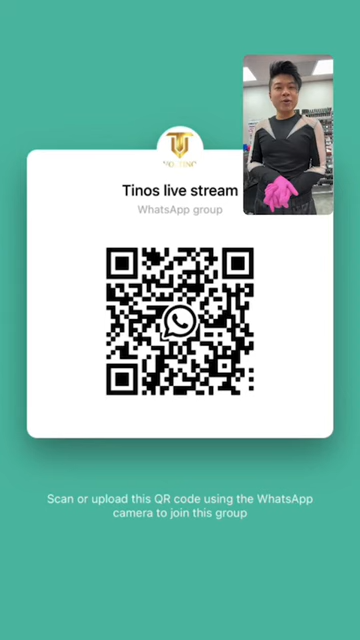 Tinos live stream
WhatsApp group
Scan or upload this QR code using the WhatsApp
camera to join this group